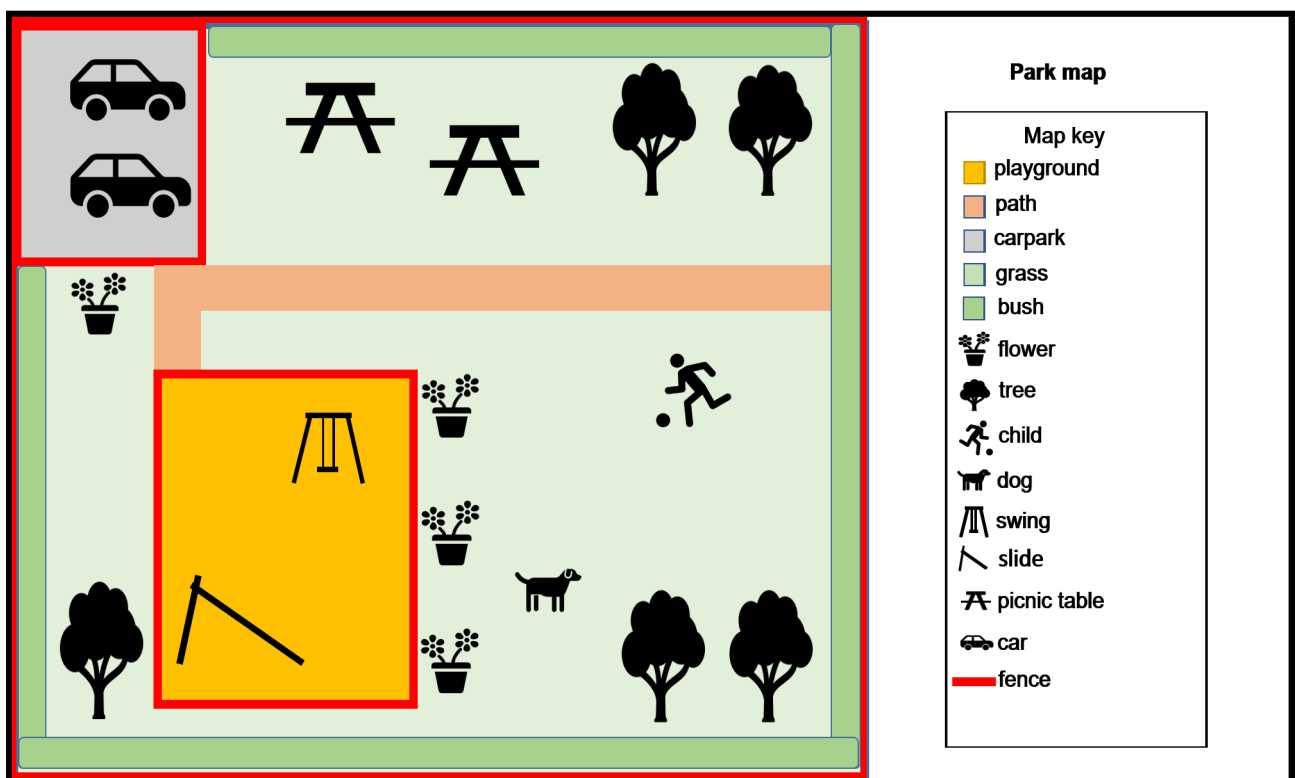 Park map
Map key
playground
path
carpark
grass
bush
flower
tree
child
dog
swing
slide
picnic table
car
fence